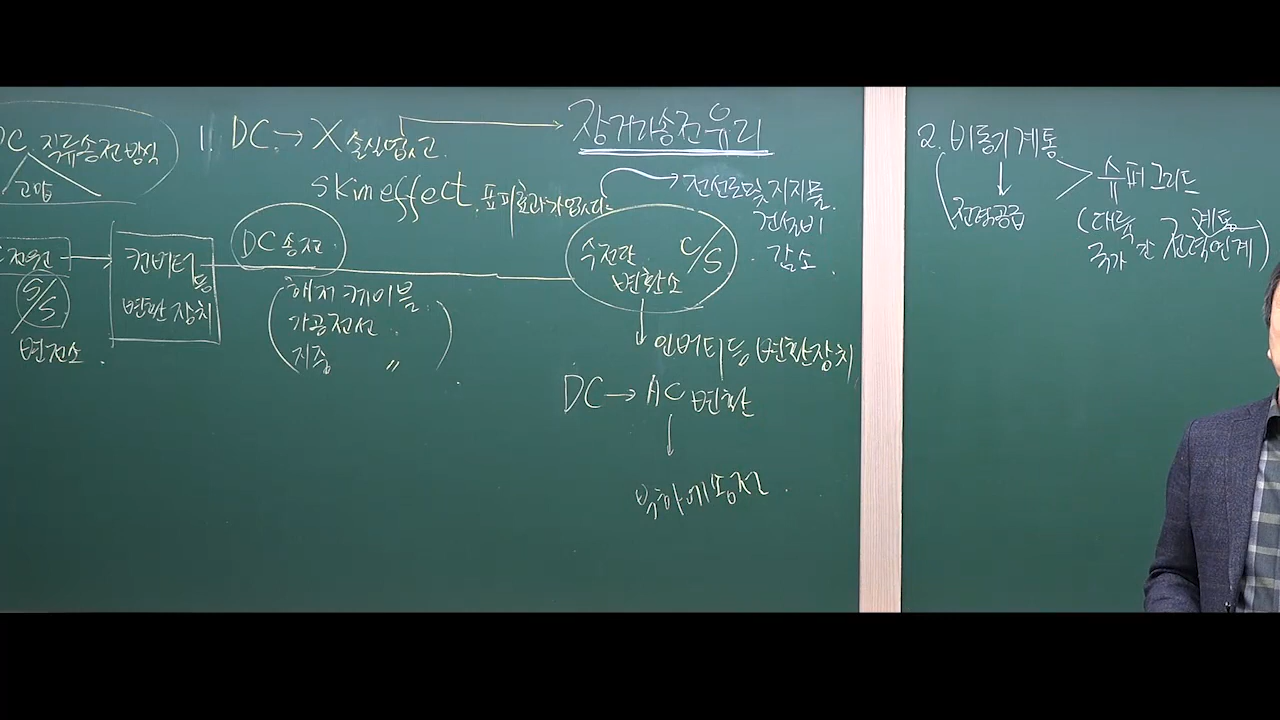 DC 직류송전방식
고압
전원
S/S
변전소.
컨버터 등
변환장치
DC 송전
해저케이블.
가공전선.
지중 〃
1. DC → X 손실없고.
장거리송전유리
skin effect. 표피효과가 없다
전선로 및 지지물.
건설비
감소.
수전단 C/S
변환소
인버터 등 변환장치
DC → AC 변환
부하에 송전.
2. 비동기계통
전력공급
슈퍼그리드
(대륙 계통
국가 간 전력연계)